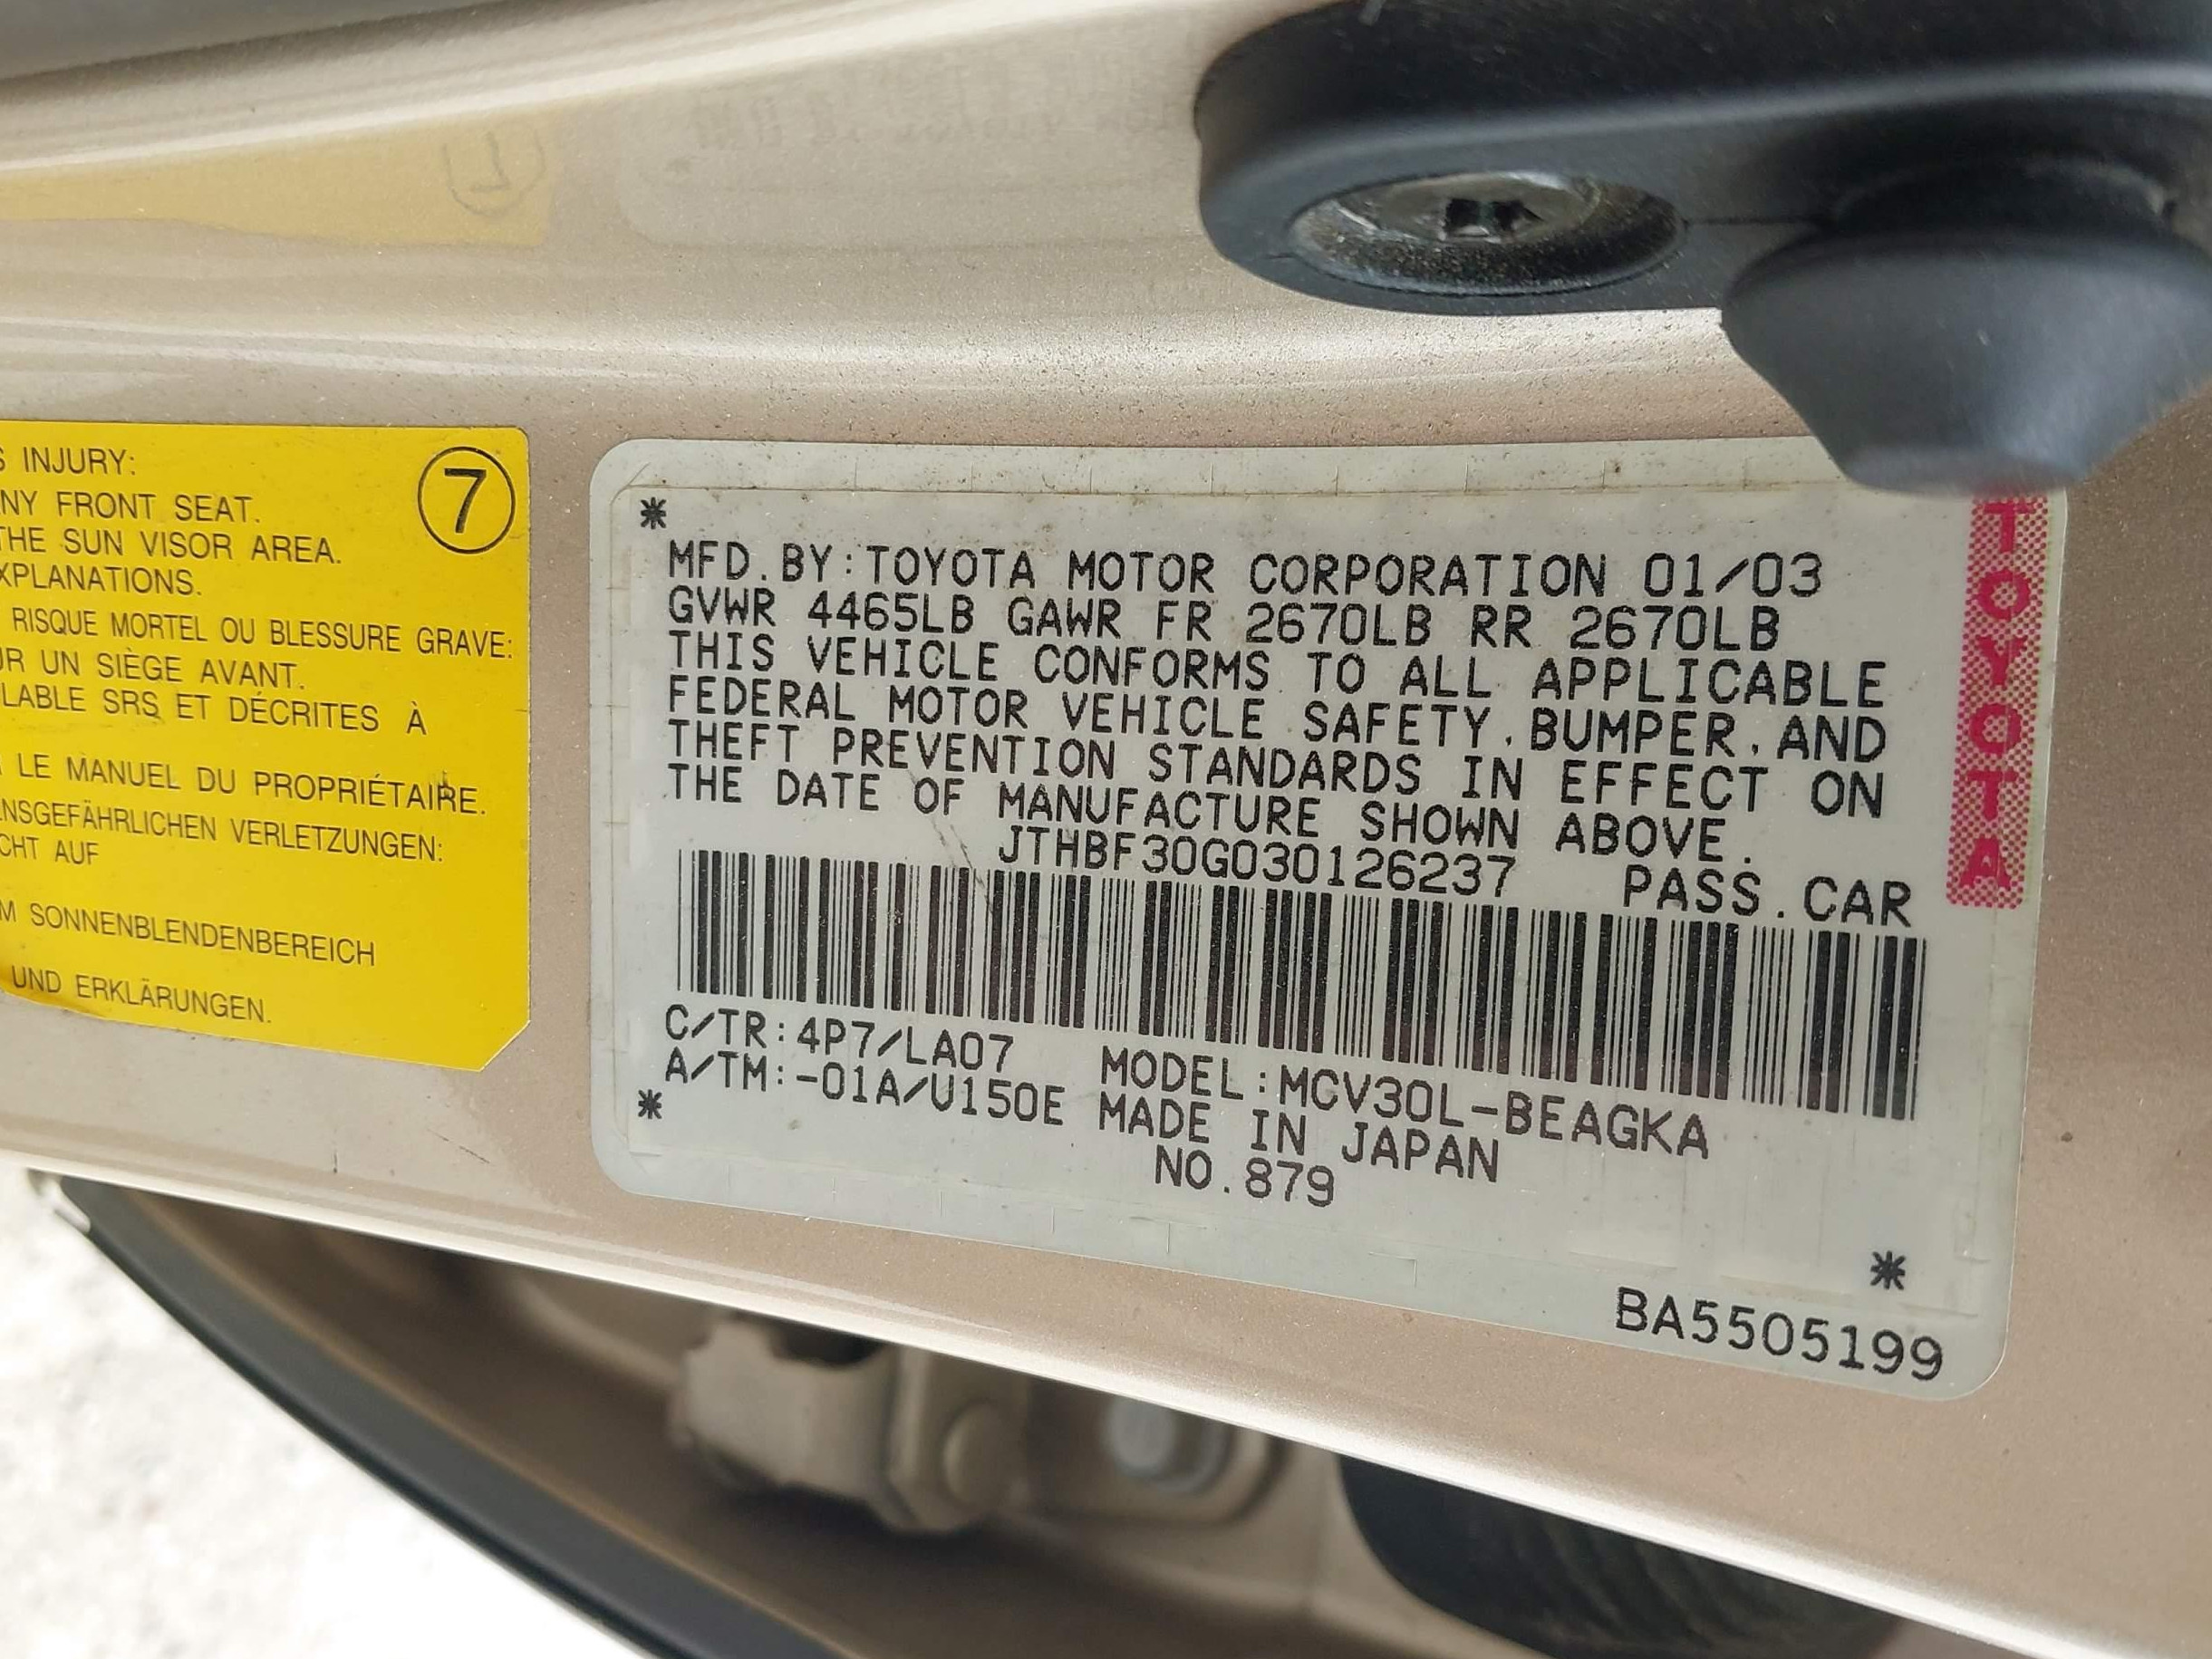 S INJURY:
7
NY FRONT SEAT.
THE SUN VISOR AREA.
XPLANATIONS.
RISQUE MORTEL OU BLESSURE GRAVE:
UR UN SIÈGE AVANT.
LABLE SRS ET DÉCRITES À
LE MANUEL DU PROPRIÉTAIRE.
ENSGEFÄHRLICHEN VERLETZUNGEN:
CHT AUF
M SONNENBLENDENBEREICH
UND ERKLÄRUNGEN.
*
MFD.BY:TOYOTA MOTOR CORPORATION 01/03
GVWR 4465LB GAWR FR 2670LB RR 2670LB
THIS VEHICLE CONFORMS TO ALL APPLICABLE
FEDERAL MOTOR VEHICLE SAFETY,BUMPER,AND
THEFT PREVENTION STANDARDS IN EFFECT ON
THE DATE OF MANUFACTURE SHOWN ABOVE.
JTHBF30G030126237 PASS.CAR
C/TR:4P7/LA07 MODEL:MCV30L-BEAGKA
A/TM:-01A/U150E MADE IN JAPAN
* NO.879
*
BA5505199
TOYOTA